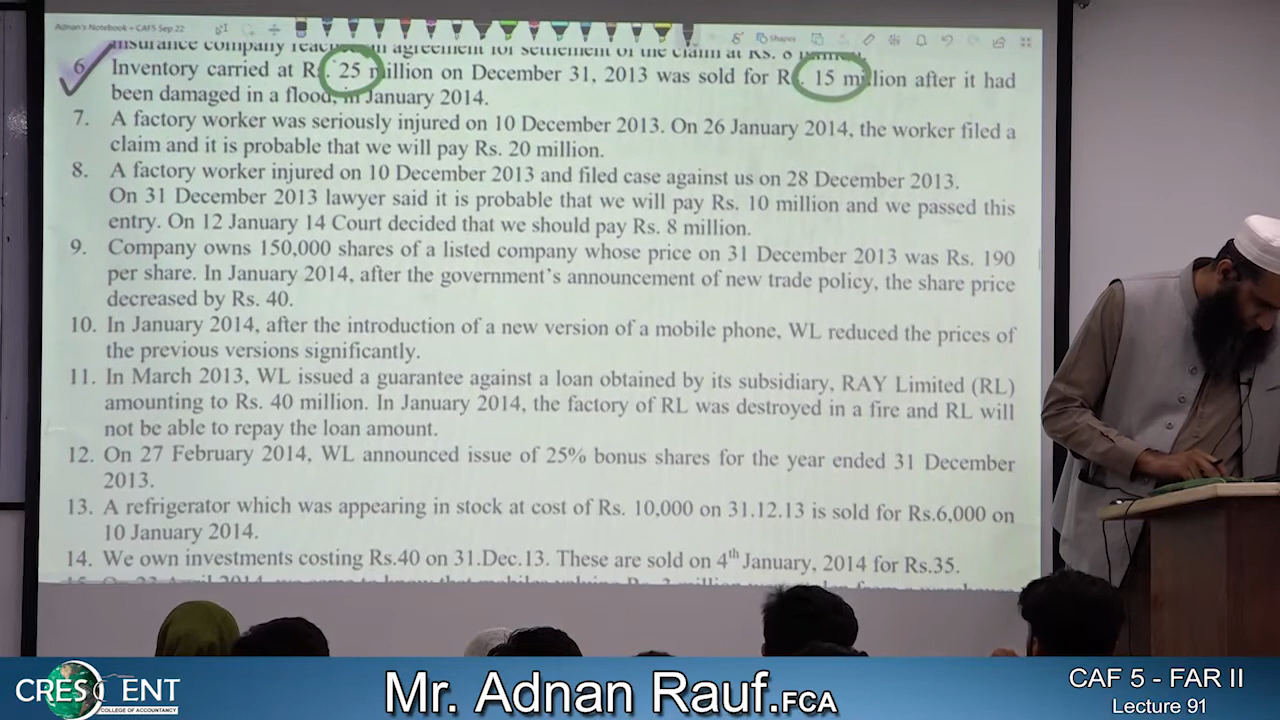 Adnan's Notebook • CAF5 Sep 22
Shapes
insurance company reached an agreement for settlement of the claim at Rs. 8
6. Inventory carried at Rs. 25 million on December 31, 2013 was sold for Rs. 15 million after it had
been damaged in a flood, in January 2014.
7. A factory worker was seriously injured on 10 December 2013. On 26 January 2014, the worker filed a
claim and it is probable that we will pay Rs. 20 million.
8. A factory worker injured on 10 December 2013 and filed case against us on 28 December 2013.
On 31 December 2013 lawyer said it is probable that we will pay Rs. 10 million and we passed this
entry. On 12 January 14 Court decided that we should pay Rs. 8 million.
9. Company owns 150,000 shares of a listed company whose price on 31 December 2013 was Rs. 190
per share. In January 2014, after the government's announcement of new trade policy, the share price
decreased by Rs. 40.
10. In January 2014, after the introduction of a new version of a mobile phone, WL reduced the prices of
the previous versions significantly.
11. In March 2013, WL issued a guarantee against a loan obtained by its subsidiary, RAY Limited (RL)
amounting to Rs. 40 million. In January 2014, the factory of RL was destroyed in a fire and RL will
not be able to repay the loan amount.
12. On 27 February 2014, WL announced issue of 25% bonus shares for the year ended 31 December
2013.
13. A refrigerator which was appearing in stock at cost of Rs. 10,000 on 31.12.13 is sold for Rs.6,000 on
10 January 2014.
14. We own investments costing Rs.40 on 31.Dec.13. These are sold on 4th January, 2014 for Rs.35.
CRESCENT
COLLEGE OF ACCOUNTANCY
Mr. Adnan Rauf.FCA
CAF 5 - FAR II
Lecture 91